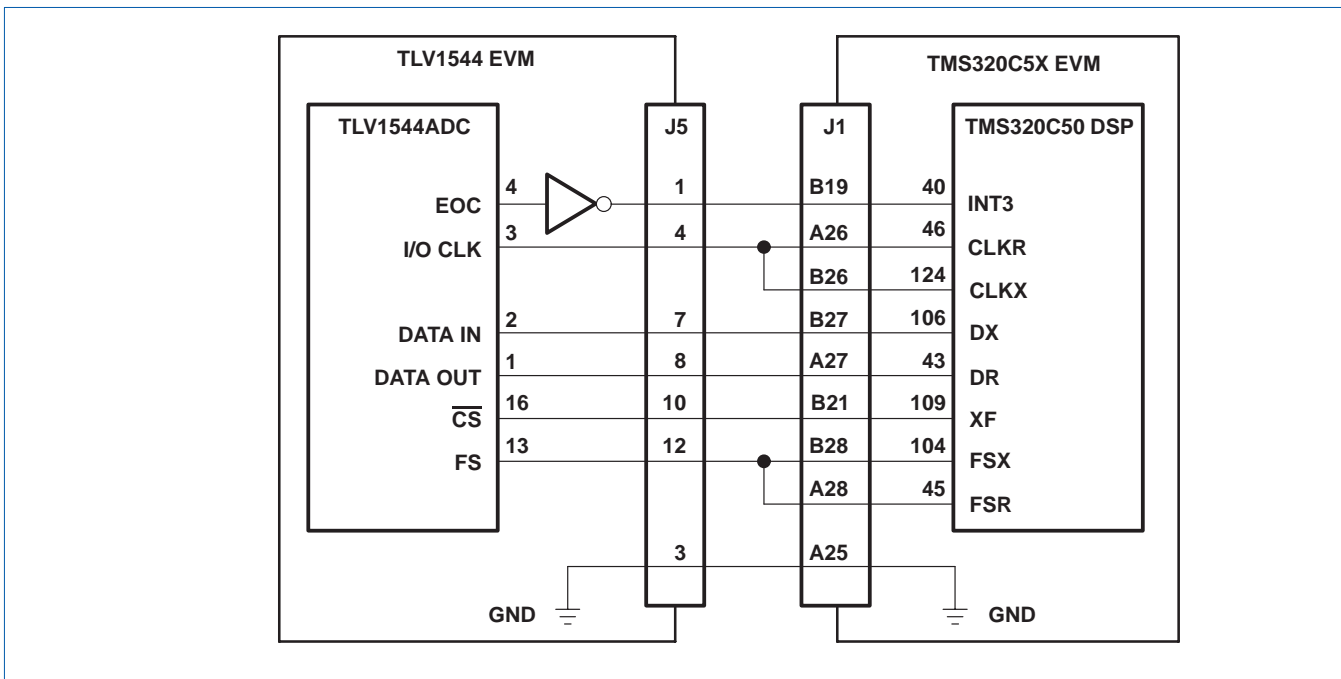 TLV1544 EVM
TMS320C5X EVM
TLV1544ADC
J5
J1
TMS320C50 DSP
EOC 4 1 B19 40 INT3
I/O CLK 3 4 A26 46 CLKR
B26 124 CLKX
DATA IN 2 7 B27 106 DX
DATA OUT 1 8 A27 43 DR
CS 16 10 B21 109 XF
FS 13 12 B28 104 FSX
A28 45 FSR
3 A25
GND
GND